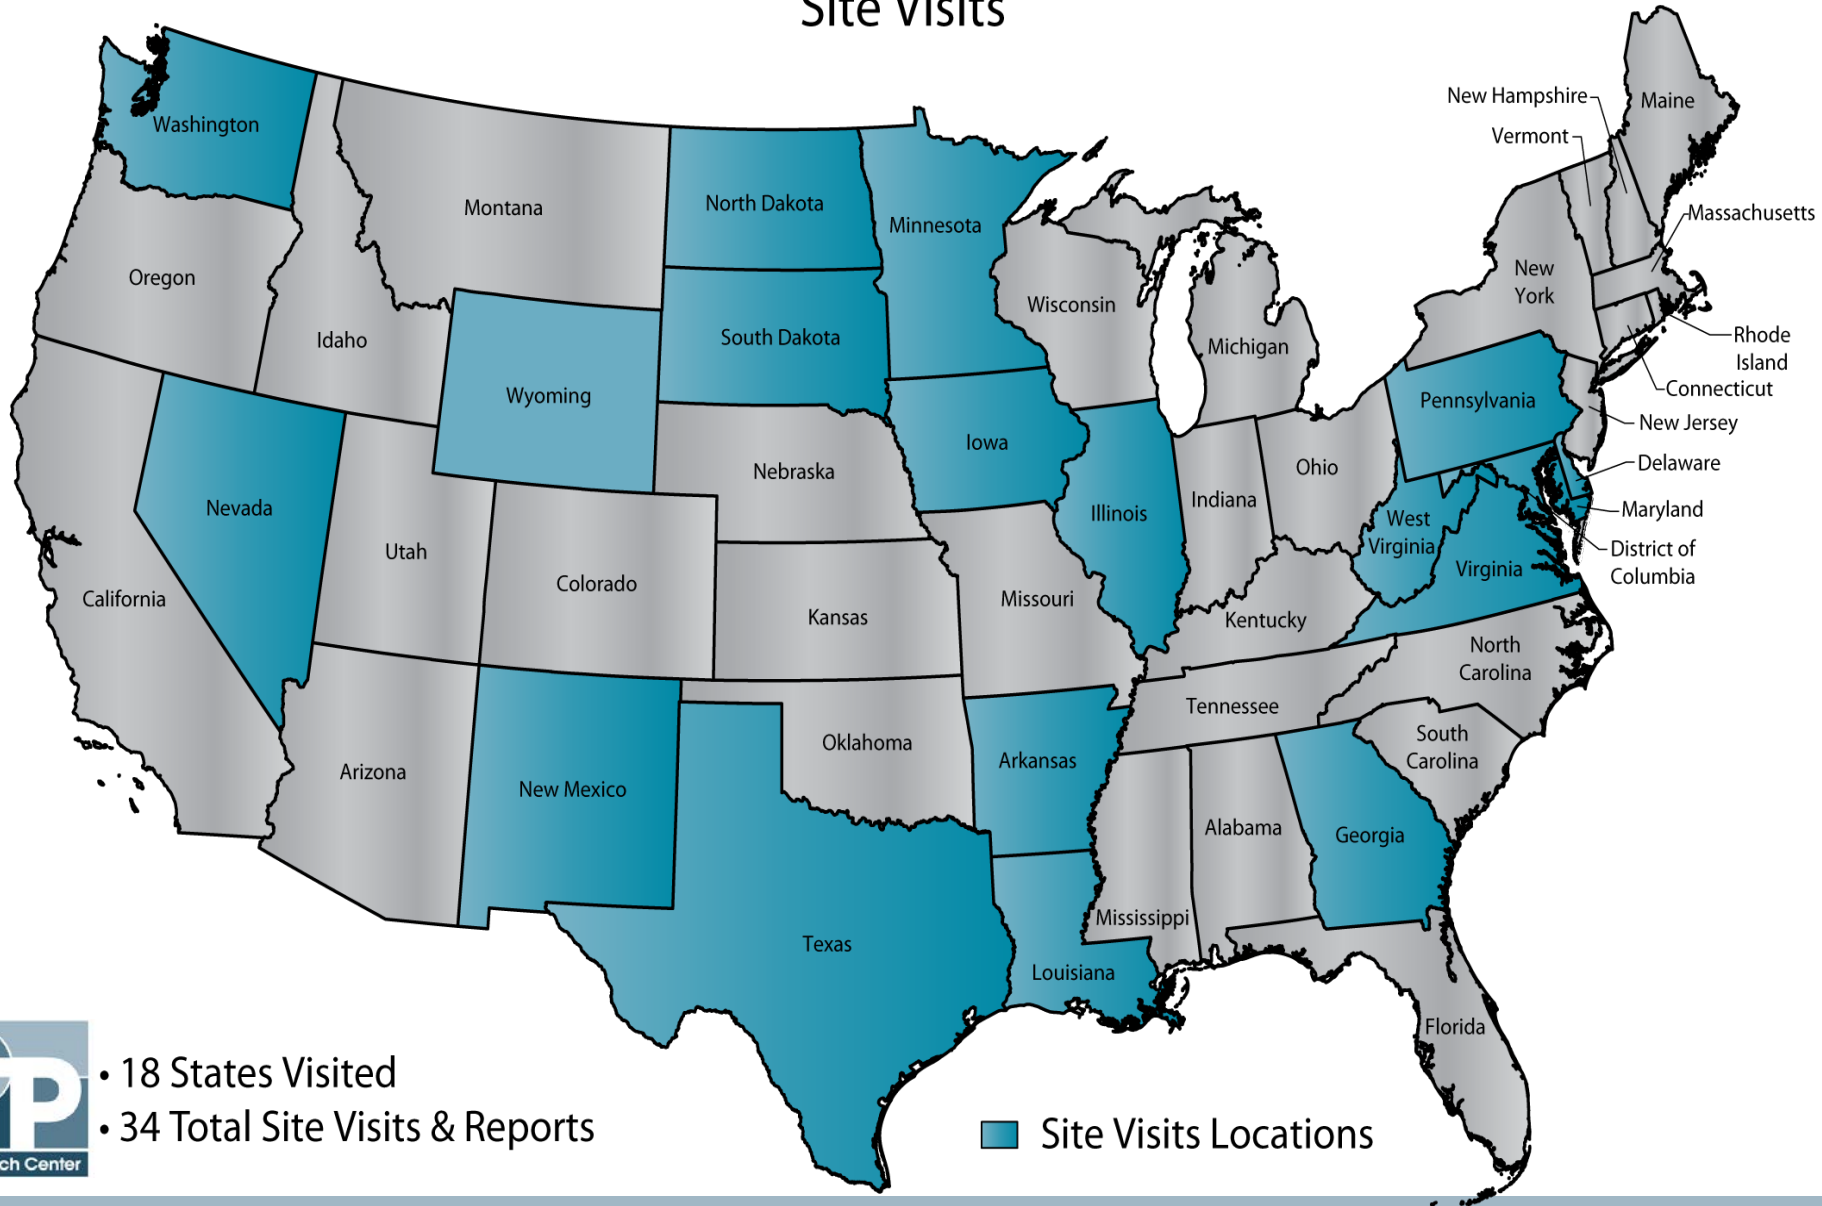 Site Visits
Washington
Oregon
California
Nevada
Idaho
Montana
Wyoming
Utah
Arizona
Colorado
New Mexico
North Dakota
South Dakota
Nebraska
Kansas
Oklahoma
Texas
Minnesota
Iowa
Missouri
Arkansas
Louisiana
Wisconsin
Illinois
Michigan
Indiana
Ohio
Kentucky
Tennessee
Mississippi
Alabama
Georgia
Florida
South
Carolina
North
Carolina
Virginia
West
Virginia
Pennsylvania
New
York
Maine
New Hampshire
Vermont
Massachusetts
Rhode
Island
Connecticut
New Jersey
Delaware
Maryland
District of
Columbia
• 18 States Visited
• 34 Total Site Visits & Reports
Site Visits Locations
P
ch Center